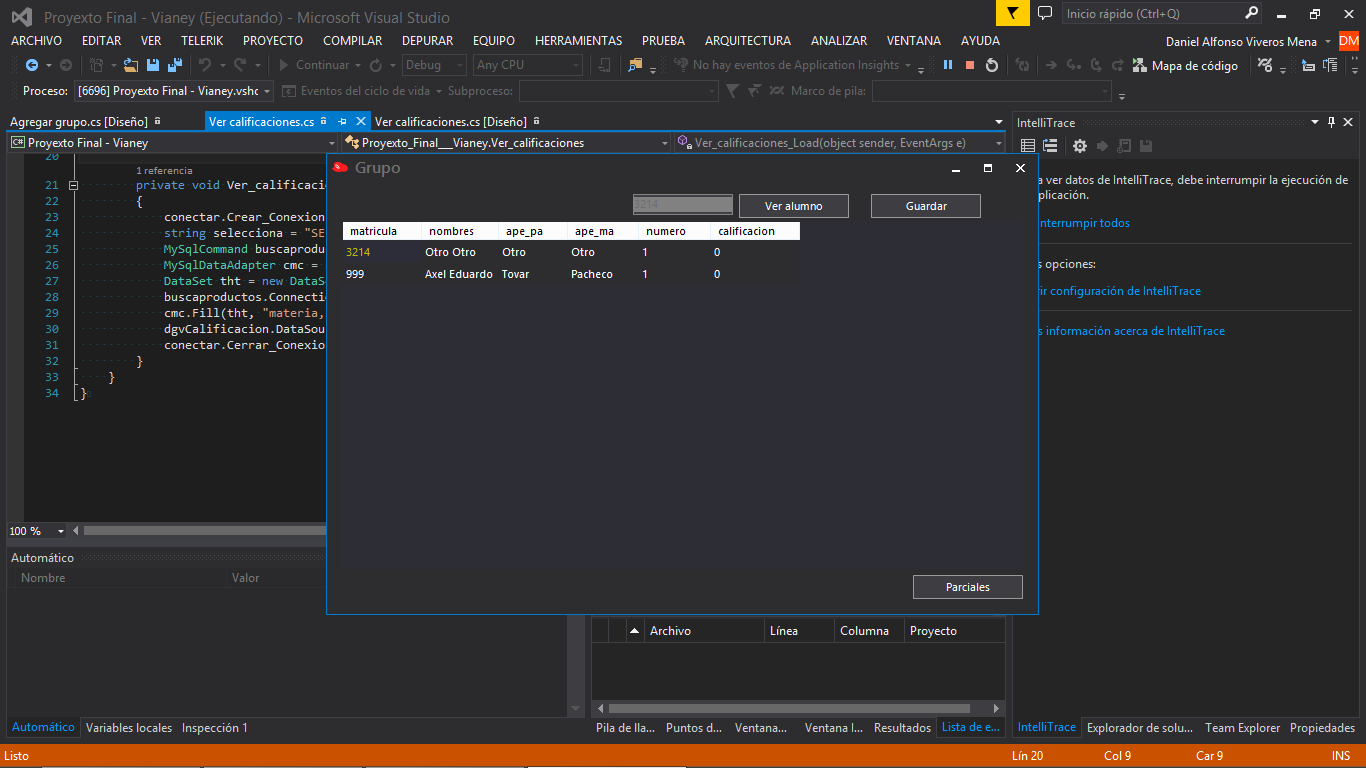 Proyexto Final - Vianey (Ejecutando) - Microsoft Visual Studio
Inicio rápido (Ctrl+Q)
ARCHIVO EDITAR VER TELERIK PROYECTO COMPILAR DEPURAR EQUIPO HERRAMIENTAS PRUEBA ARQUITECTURA ANALIZAR VENTANA AYUDA
Daniel Alfonso Viveros Mena DM
Continuar Debug Any CPU No hay eventos de Application Insights Mapa de código
Proceso: [6696] Proyexto Final - Vianey.vshc Eventos del ciclo de vida Subproceso: Marco de pila:
Agregar grupo.cs [Diseño] Ver calificaciones.cs Ver calificaciones.cs [Diseño]
IntelliTrace
C# Proyexto Final - Vianey Proyexto_Final___Vianey.Ver_calificaciones Ver_calificaciones_Load(object sender, EventArgs e)
20
1 referencia
21 private void Ver_calificaci
22 {
23 conectar.Crear_Conexion
24 string selecciona = "SE
25 MySqlCommand buscaprodu
26 MySqlDataAdapter cmc =
27 DataSet tht = new DataS
28 buscaproductos.Connecti
29 cmc.Fill(tht, "materia,
30 dgvCalificacion.DataSou
31 conectar.Cerrar_Conexio
32 }
33 }
34 }
100 %
Grupo
3214 Ver alumno Guardar
matricula nombres ape_pa ape_ma numero calificacion
3214 Otro Otro Otro Otro 1 0
999 Axel Eduardo Tovar Pacheco 1 0
Parciales
a ver datos de IntelliTrace, debe interrumpir la ejecución de
plicación.
nterrumpir todos
s opciones:
rir configuración de IntelliTrace
s información acerca de IntelliTrace
Automático
Nombre Valor
Archivo Línea Columna Proyecto
Automático Variables locales Inspección 1
Pila de lla... Puntos d... Ventana... Ventana I... Resultados Lista de e...
IntelliTrace Explorador de solu... Team Explorer Propiedades
Listo Lín 20 Col 9 Car 9 INS